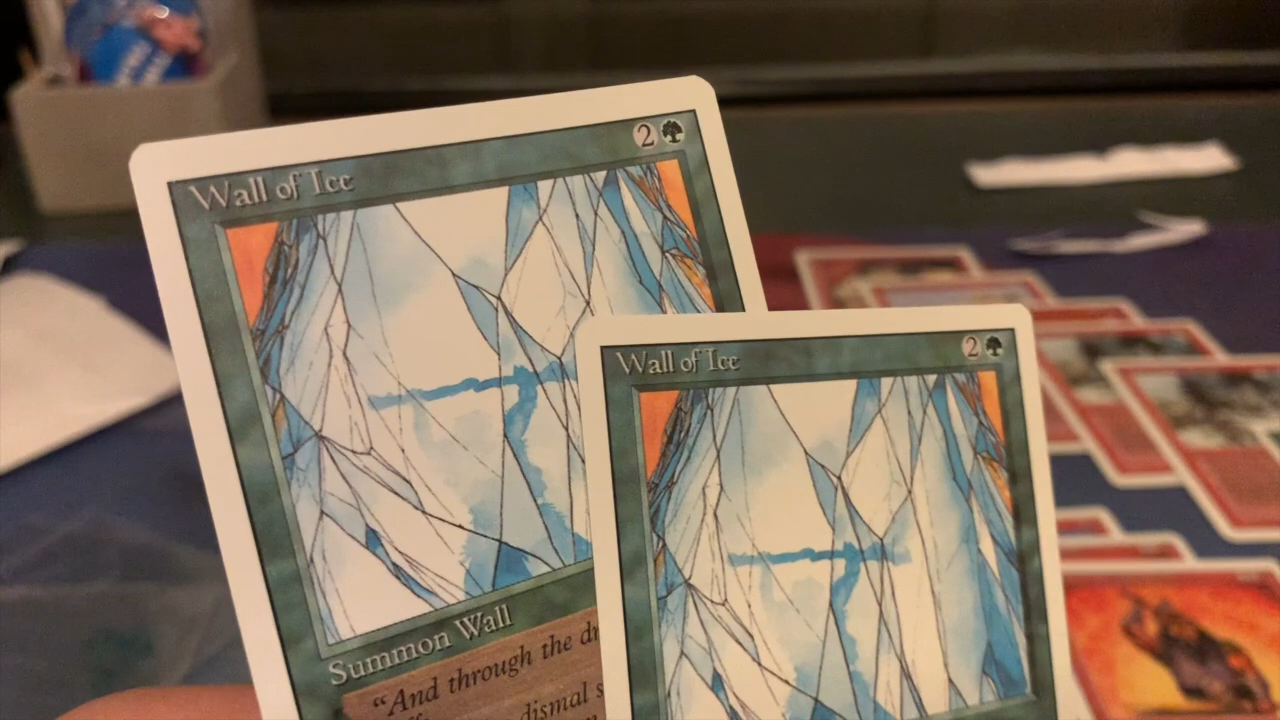 Wall of Ice 2
Summon Wall
"And through the
dismal
Wall of Ice 2